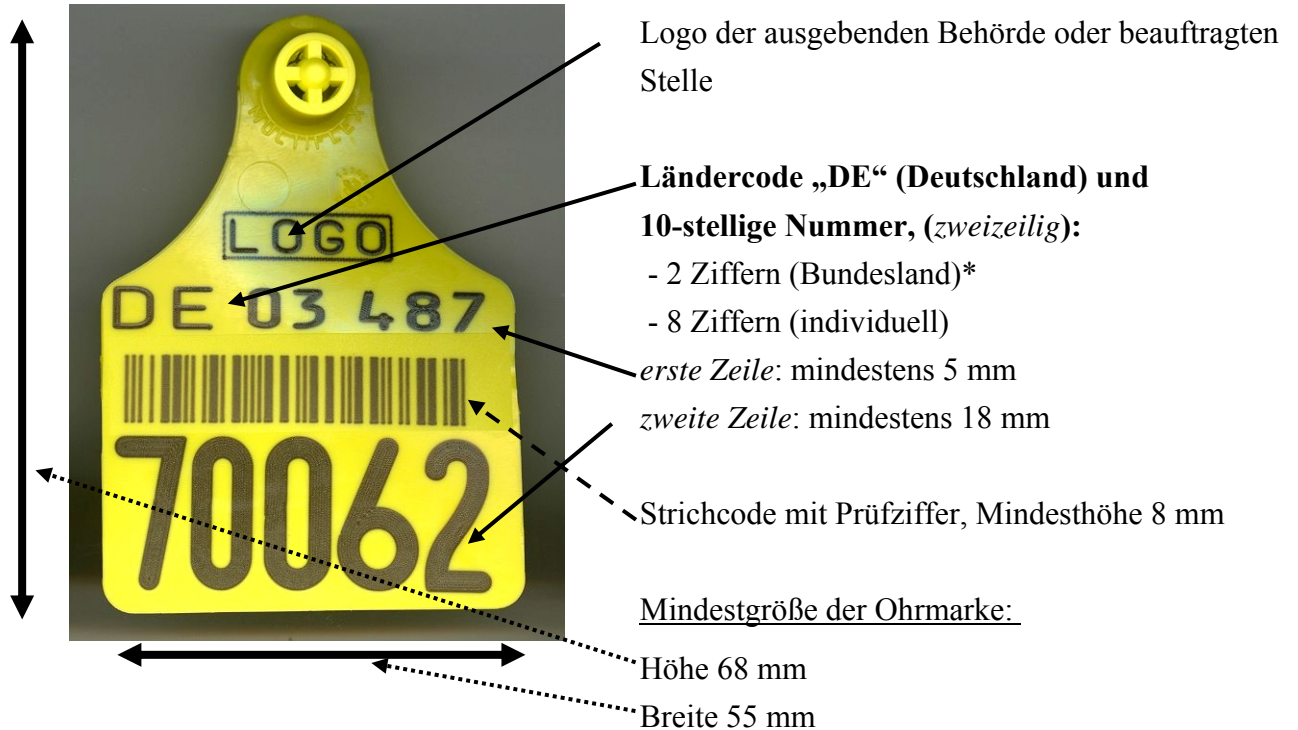 Logo der ausgebenden Behörde oder beauftragten
Stelle
Ländercode „DE“ (Deutschland) und
10-stellige Nummer, (zweizeilig):
- 2 Ziffern (Bundesland)*
- 8 Ziffern (individuell)
erste Zeile: mindestens 5 mm
zweite Zeile: mindestens 18 mm
Strichcode mit Prüfziffer, Mindesthöhe 8 mm
Mindestgröße der Ohrmarke:
Höhe 68 mm
Breite 55 mm
MULTIFLEX
LOGO
DE 03 487
70062